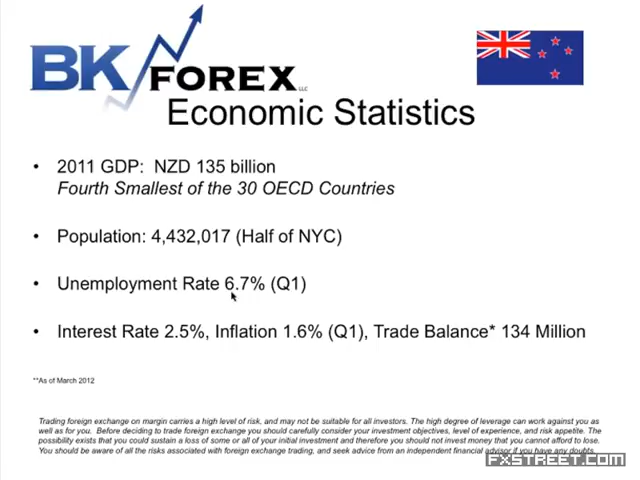 BK FOREX LLC
Economic Statistics
• 2011 GDP: NZD 135 billion
Fourth Smallest of the 30 OECD Countries
• Population: 4,432,017 (Half of NYC)
• Unemployment Rate 6.7% (Q1)
• Interest Rate 2.5%, Inflation 1.6% (Q1), Trade Balance* 134 Million
**As of March 2012
Trading foreign exchange on margin carries a high level of risk, and may not be suitable for all investors. The high degree of leverage can work against you
as well as for you. Before deciding to trade foreign exchange you should carefully consider your investment objectives, level of experience, and risk appetite. The
possibility exists that you could sustain a loss of some or all of your initial investment and therefore you should not invest money that you cannot afford to lose.
You should be aware of all the risks associated with foreign exchange trading, and seek advice from an independent financial advisor if you have any doubts.
FXSTREET.COM